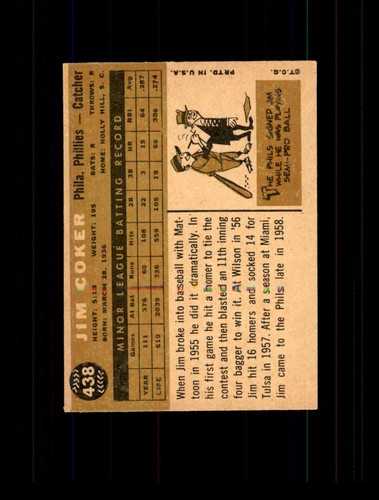 438
JIM COKER
Phila. Phillies — Catcher
HEIGHT: 5:11 WEIGHT: 195 BATS: R THROWS: R
BORN: MARCH 28, 1936 HOME: HOLLY HILL, S. C.
MINOR LEAGUE BATTING RECORD
Games At Bat Runs Hits 2B 3B HR RBI Avg.
YEAR 111 376 60 108 22 3 15 64 .287
LIFE 619 2039 326 559 105 19 66 306 .274
When Jim broke into baseball with Mat-
toon in 1955 he did it dramatically. In
his first game he hit a homer to tie the
contest and then blasted an 11th inning
four bagger to win it. At Wilson in '56
Jim hit 16 homers and socked 14 for
Tulsa in 1957. After a season at Miami,
Jim came to the Phils late in 1958.
THE PHILS SIGNED JIM
WHILE HE WAS PLAYING
SEMI-PRO BALL
©T.C.G. PRTD. IN U.S.A.